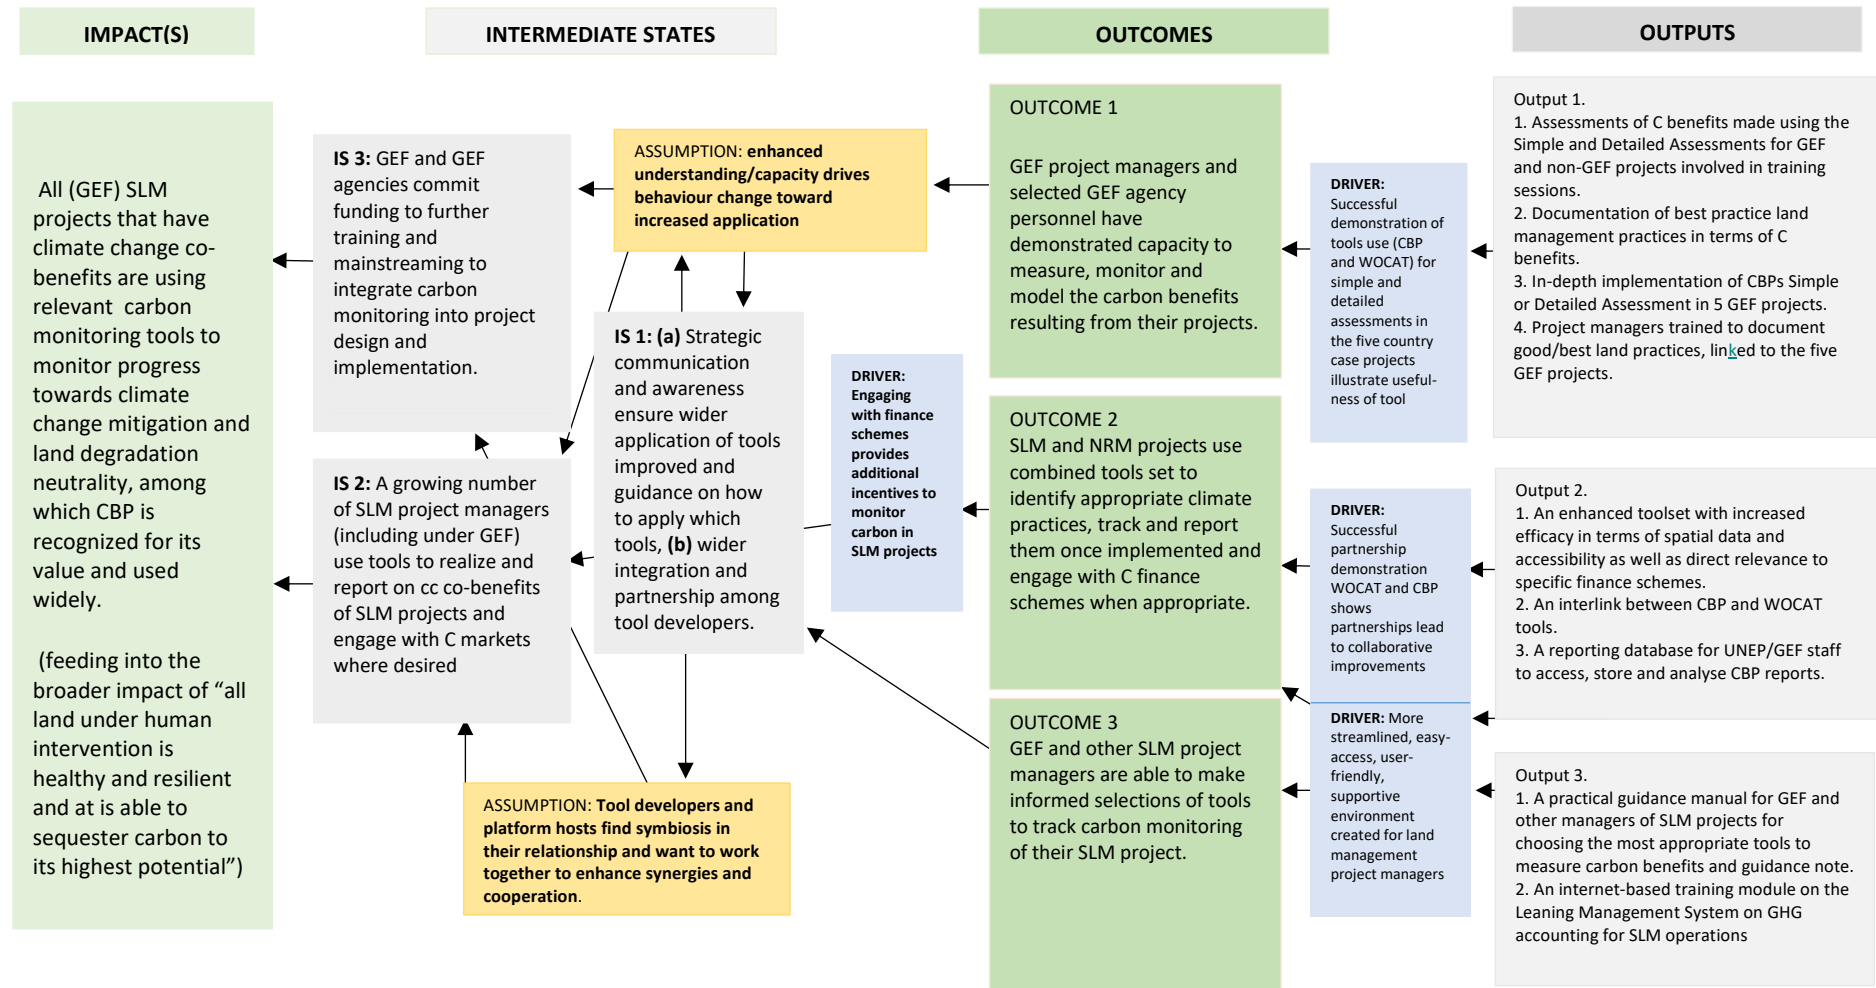 IMPACT(S)
INTERMEDIATE STATES
OUTCOMES
OUTPUTS
All (GEF) SLM
projects that have
climate change co-
benefits are using
relevant carbon
monitoring tools to
monitor progress
towards climate
change mitigation and
land degradation
neutrality, among
which CBP is
recognized for its
value and used
widely.
(feeding into the
broader impact of “all
land under human
intervention is
healthy and resilient
and at is able to
sequester carbon to
its highest potential”)
IS 3: GEF and GEF
agencies commit
funding to further
training and
mainstreaming to
integrate carbon
monitoring into project
design and
implementation.
IS 2: A growing number
of SLM project managers
(including under GEF)
use tools to realize and
report on cc co-benefits
of SLM projects and
engage with C markets
where desired
ASSUMPTION: enhanced
understanding/capacity drives
behaviour change toward
increased application
IS 1: (a) Strategic
communication
and awareness
ensure wider
application of tools
improved and
guidance on how
to apply which
tools, (b) wider
integration and
partnership among
tool developers.
ASSUMPTION: Tool developers and
platform hosts find symbiosis in
their relationship and want to work
together to enhance synergies and
cooperation.
DRIVER:
Engaging
with finance
schemes
provides
additional
incentives to
monitor
carbon in
SLM projects
OUTCOME 1
GEF project managers and
selected GEF agency
personnel have
demonstrated capacity to
measure, monitor and
model the carbon benefits
resulting from their projects.
OUTCOME 2
SLM and NRM projects use
combined tools set to
identify appropriate climate
practices, track and report
them once implemented and
engage with C finance
schemes when appropriate.
OUTCOME 3
GEF and other SLM project
managers are able to make
informed selections of tools
to track carbon monitoring
of their SLM project.
DRIVER:
Successful
demonstration of
tools use (CBP
and WOCAT) for
simple and
detailed
assessments in
the five country
case projects
illustrate useful-
ness of tool
DRIVER:
Successful
partnership
demonstration
WOCAT and CBP
shows
partnerships lead
to collaborative
improvements
DRIVER: More
streamlined, easy-
access, user-
friendly,
supportive
environment
created for land
management
project managers
Output 1.
1. Assessments of C benefits made using the
Simple and Detailed Assessments for GEF
and non-GEF projects involved in training
sessions.
2. Documentation of best practice land
management practices in terms of C
benefits.
3. In-depth implementation of CBPs Simple
or Detailed Assessment in 5 GEF projects.
4. Project managers trained to document
good/best land practices, linked to the five
GEF projects.
Output 2.
1. An enhanced toolset with increased
efficacy in terms of spatial data and
accessibility as well as direct relevance to
specific finance schemes.
2. An interlink between CBP and WOCAT
tools.
3. A reporting database for UNEP/GEF staff
to access, store and analyse CBP reports.
Output 3.
1. A practical guidance manual for GEF and
other managers of SLM projects for
choosing the most appropriate tools to
measure carbon benefits and guidance note.
2. An internet-based training module on the
Leaning Management System on GHG
accounting for SLM operations